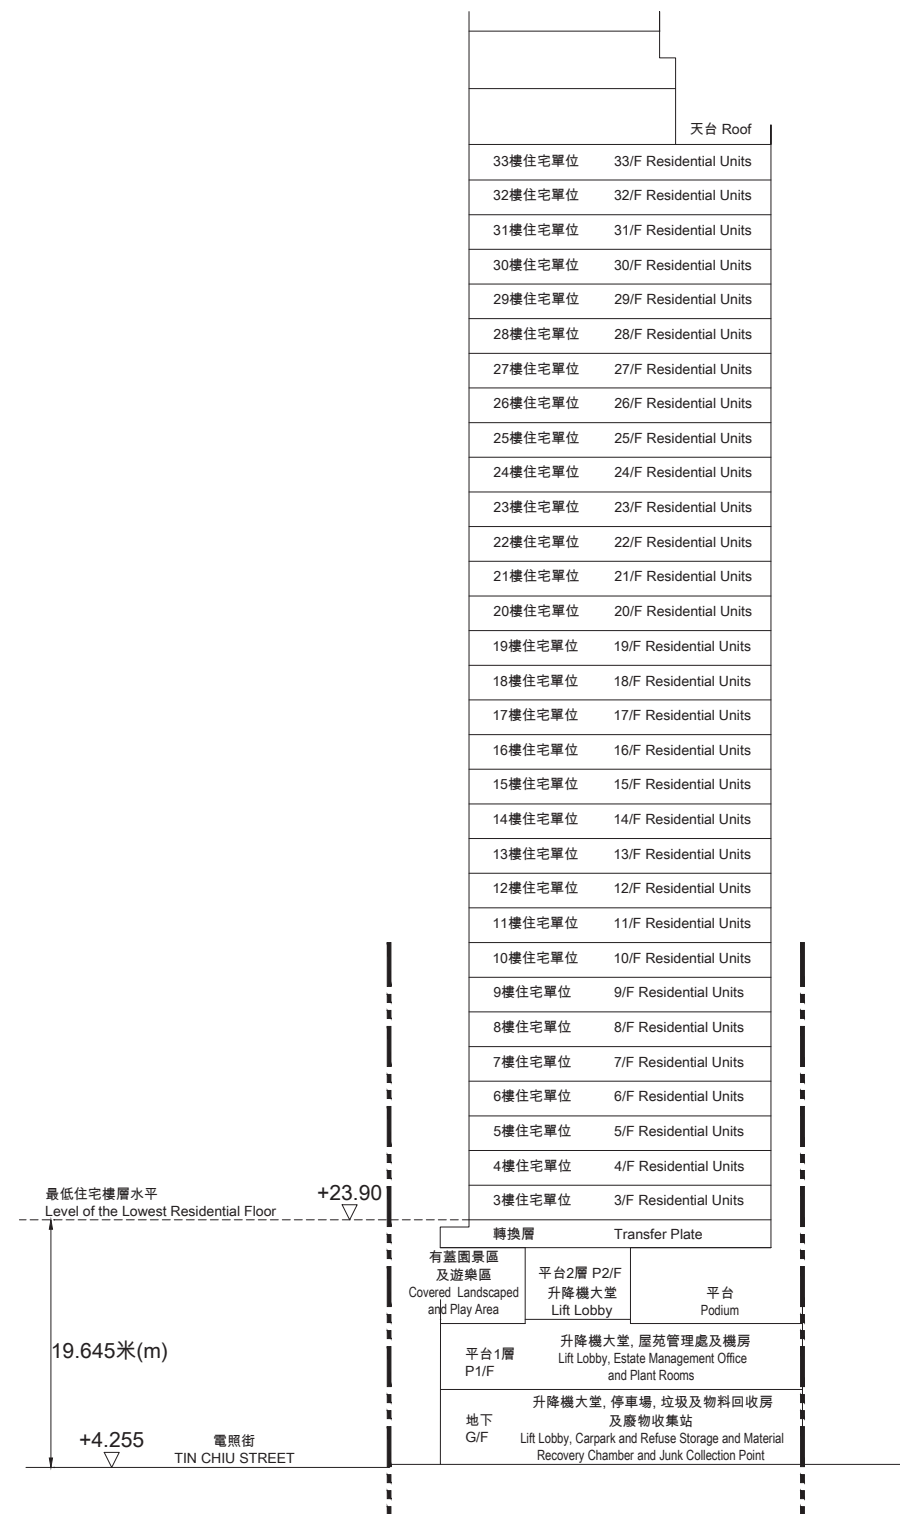 天台 Roof
33樓住宅單位 33/F Residential Units
32樓住宅單位 32/F Residential Units
31樓住宅單位 31/F Residential Units
30樓住宅單位 30/F Residential Units
29樓住宅單位 29/F Residential Units
28樓住宅單位 28/F Residential Units
27樓住宅單位 27/F Residential Units
26樓住宅單位 26/F Residential Units
25樓住宅單位 25/F Residential Units
24樓住宅單位 24/F Residential Units
23樓住宅單位 23/F Residential Units
22樓住宅單位 22/F Residential Units
21樓住宅單位 21/F Residential Units
20樓住宅單位 20/F Residential Units
19樓住宅單位 19/F Residential Units
18樓住宅單位 18/F Residential Units
17樓住宅單位 17/F Residential Units
16樓住宅單位 16/F Residential Units
15樓住宅單位 15/F Residential Units
14樓住宅單位 14/F Residential Units
13樓住宅單位 13/F Residential Units
12樓住宅單位 12/F Residential Units
11樓住宅單位 11/F Residential Units
10樓住宅單位 10/F Residential Units
9樓住宅單位 9/F Residential Units
8樓住宅單位 8/F Residential Units
7樓住宅單位 7/F Residential Units
6樓住宅單位 6/F Residential Units
5樓住宅單位 5/F Residential Units
4樓住宅單位 4/F Residential Units
3樓住宅單位 3/F Residential Units
最低住宅樓層水平
Level of the Lowest Residential Floor
+23.90
轉換層 Transfer Plate
有蓋園景區
及遊樂區
Covered Landscaped
and Play Area
平台2層 P2/F
升降機大堂
Lift Lobby
平台
Podium
19.645米(m)
平台1層
P1/F
升降機大堂, 屋苑管理處及機房
Lift Lobby, Estate Management Office
and Plant Rooms
地下
G/F
升降機大堂, 停車場, 垃圾及物料回收房
及廢物收集站
Lift Lobby, Carpark and Refuse Storage and Material
Recovery Chamber and Junk Collection Point
+4.255
電照街
TIN CHIU STREET